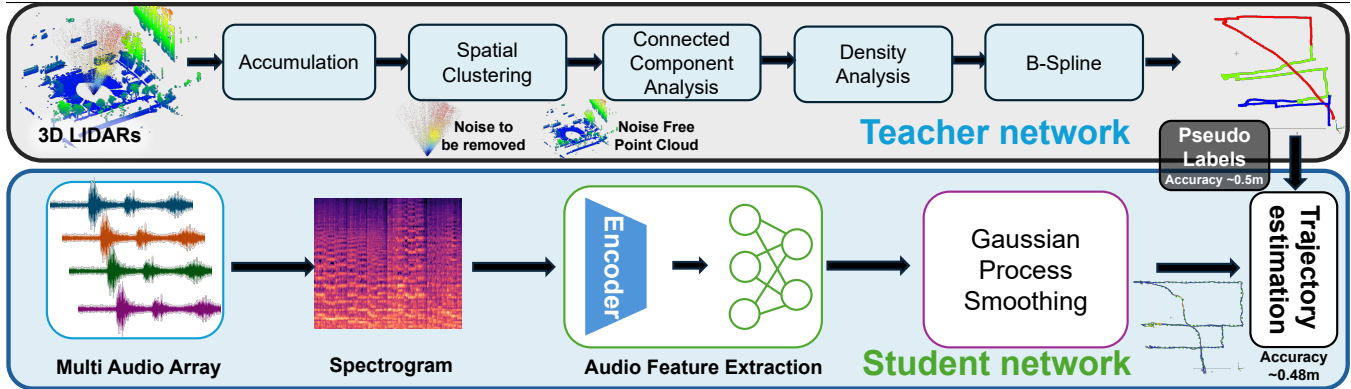 3D LIDARs
Accumulation
Spatial
Clustering
Connected
Component
Analysis
Density
Analysis
B-Spline
Noise to
be removed
Noise Free
Point Cloud
Teacher network
Pseudo
Labels
Accuracy ~0.5m
Multi Audio Array
Spectrogram
Encoder
Audio Feature Extraction
Gaussian
Process
Smoothing
Student network
Trajectory
estimation
Accuracy
~0.48m